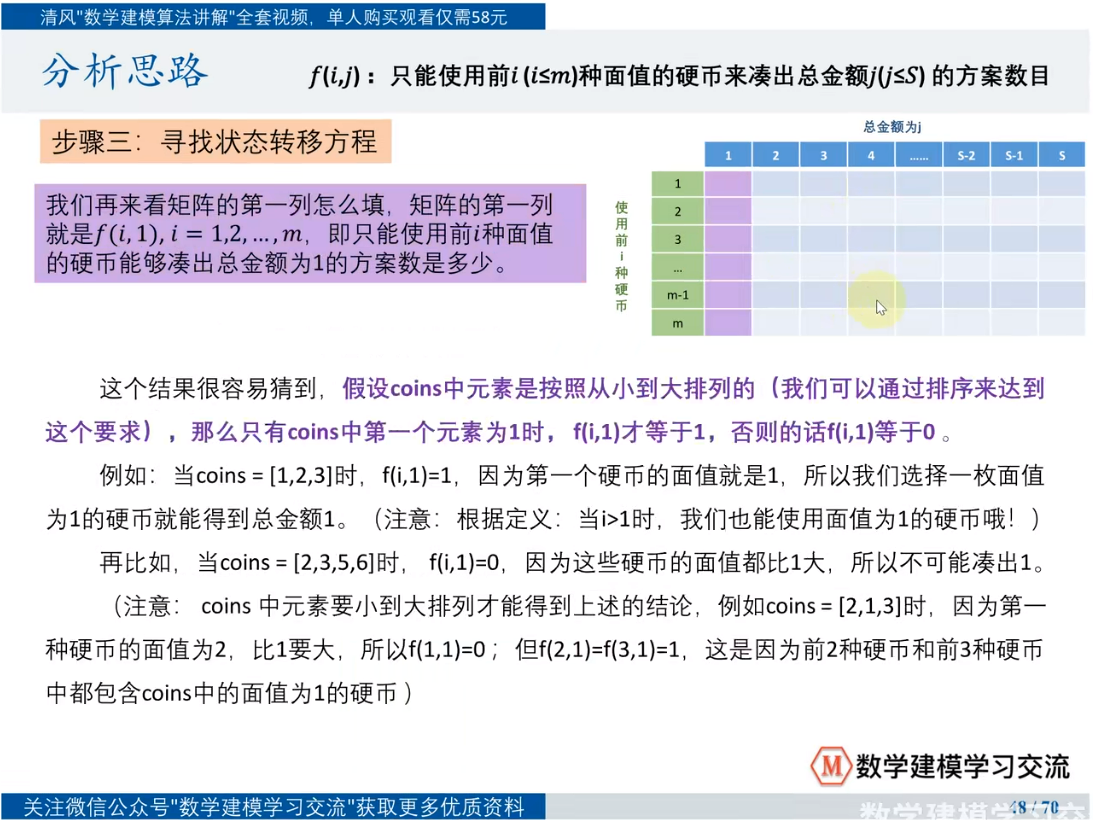 清风"数学建模算法讲解"全套视频，单人购买观看仅需58元
分析思路
f(i,j)：只能使用前i (i≤m)种面值的硬币来凑出总金额j(j≤S) 的方案数目
步骤三：寻找状态转移方程
我们再来看矩阵的第一列怎么填，矩阵的第一列
就是f(i, 1), i = 1,2, …, m，即只能使用前i种面值
的硬币能够凑出总金额为1的方案数是多少。
总金额为j
1 2 3 4 …… S-2 S-1 S
使用前i种硬币
1
2
3
…
m-1
m
这个结果很容易猜到，假设coins中元素是按照从小到大排列的（我们可以通过排序来达到
这个要求），那么只有coins中第一个元素为1时，f(i,1)才等于1，否则的话f(i,1)等于0 。
例如：当coins = [1,2,3]时，f(i,1)=1，因为第一个硬币的面值就是1，所以我们选择一枚面值
为1的硬币就能得到总金额1。（注意：根据定义：当i>1时，我们也能使用面值为1的硬币哦！）
再比如，当coins = [2,3,5,6]时， f(i,1)=0，因为这些硬币的面值都比1大，所以不可能凑出1。
（注意： coins 中元素要小到大排列才能得到上述的结论，例如coins = [2,1,3]时，因为第一
种硬币的面值为2，比1要大，所以f(1,1)=0；但f(2,1)=f(3,1)=1，这是因为前2种硬币和前3种硬币
中都包含coins中的面值为1的硬币 ）
M 数学建模学习交流
关注微信公众号"数学建模学习交流"获取更多优质资料
数学建模学习交
48 / 70